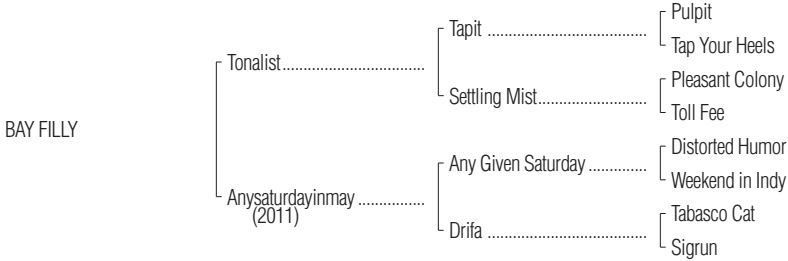 Pulpit
Tapit ......................................
Tap Your Heels
Tonalist..................................
Pleasant Colony
Settling Mist..........................
Toll Fee
BAY FILLY
Distorted Humor
Any Given Saturday ..............
Weekend in Indy
Anysaturdayinmay ................
(2011)
Tabasco Cat
Drifa ......................................
Sigrun